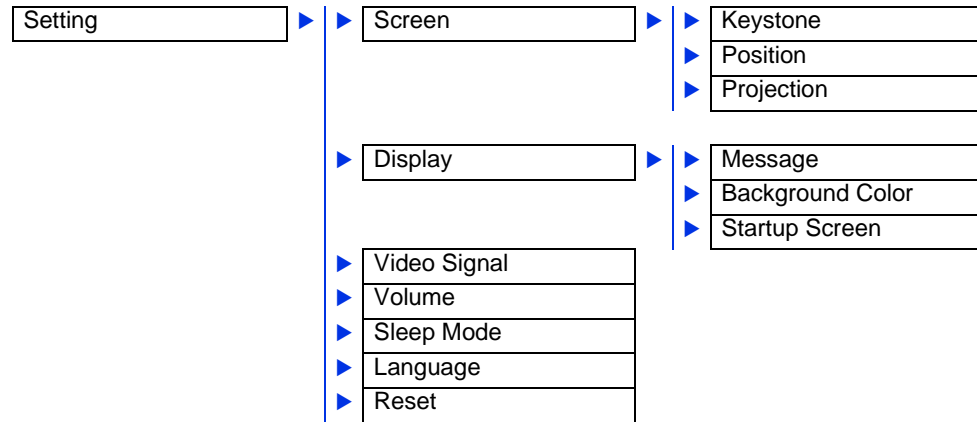 Setting
Screen
Keystone
Position
Projection
Display
Message
Background Color
Startup Screen
Video Signal
Volume
Sleep Mode
Language
Reset